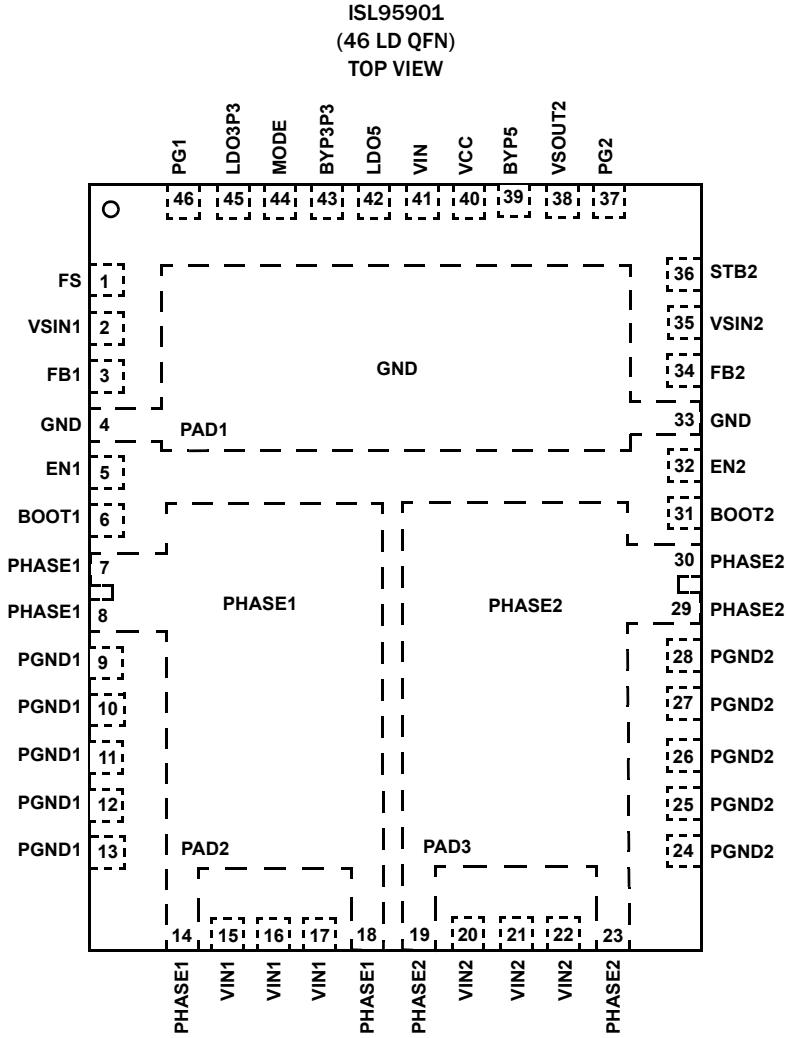 ISL95901
(46 LD QFN)
TOP VIEW
PG1
LDO3P3
MODE
BYP3P3
LDO5
VIN
VCC
BYP5
VSOUT2
PG2
46
45
44
43
42
41
40
39
38
37
FS 1
VSIN1 2
FB1 3
GND 4
EN1 5
BOOT1 6
PHASE1 7
PHASE1 8
PGND1 9
PGND1 10
PGND1 11
PGND1 12
PGND1 13
GND
PAD1
PHASE1
PAD2
PHASE2
PAD3
36 STB2
35 VSIN2
34 FB2
33 GND
32 EN2
31 BOOT2
30 PHASE2
29 PHASE2
28 PGND2
27 PGND2
26 PGND2
25 PGND2
24 PGND2
14
15
16
17
18
19
20
21
22
23
PHASE1
VIN1
VIN1
VIN1
PHASE1
PHASE2
VIN2
VIN2
VIN2
PHASE2